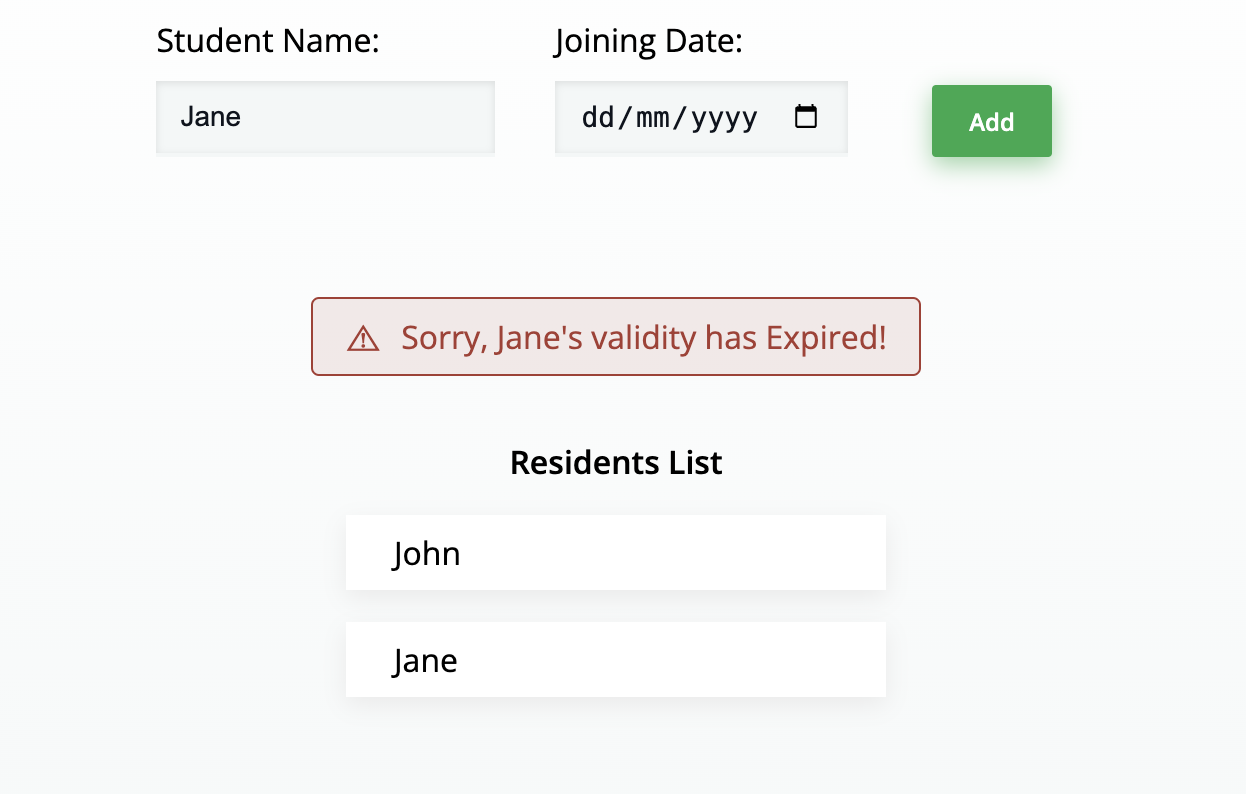 Student Name:
Joining Date:
Jane
dd/mm/yyyy
Add
Sorry, Jane's validity has Expired!
Residents List
John
Jane